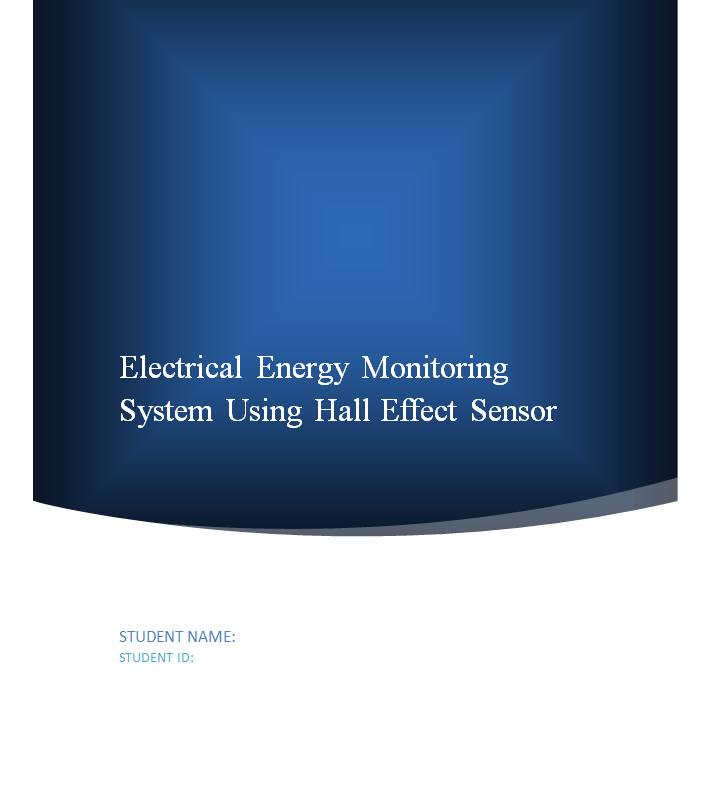 Electrical Energy Monitoring
System Using Hall Effect Sensor
STUDENT NAME:
STUDENT ID: